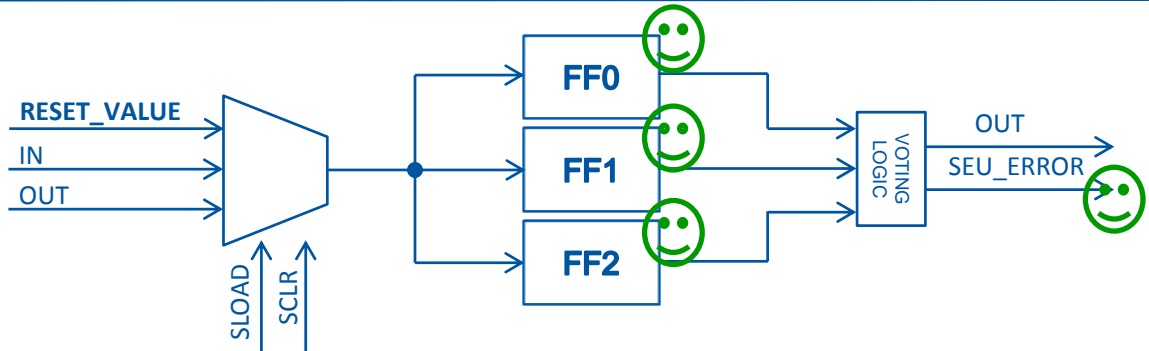 RESET_VALUE
IN
OUT
SLOAD
SCLR
FF0
FF1
FF2
VOTING
LOGIC
OUT
SEU_ERROR